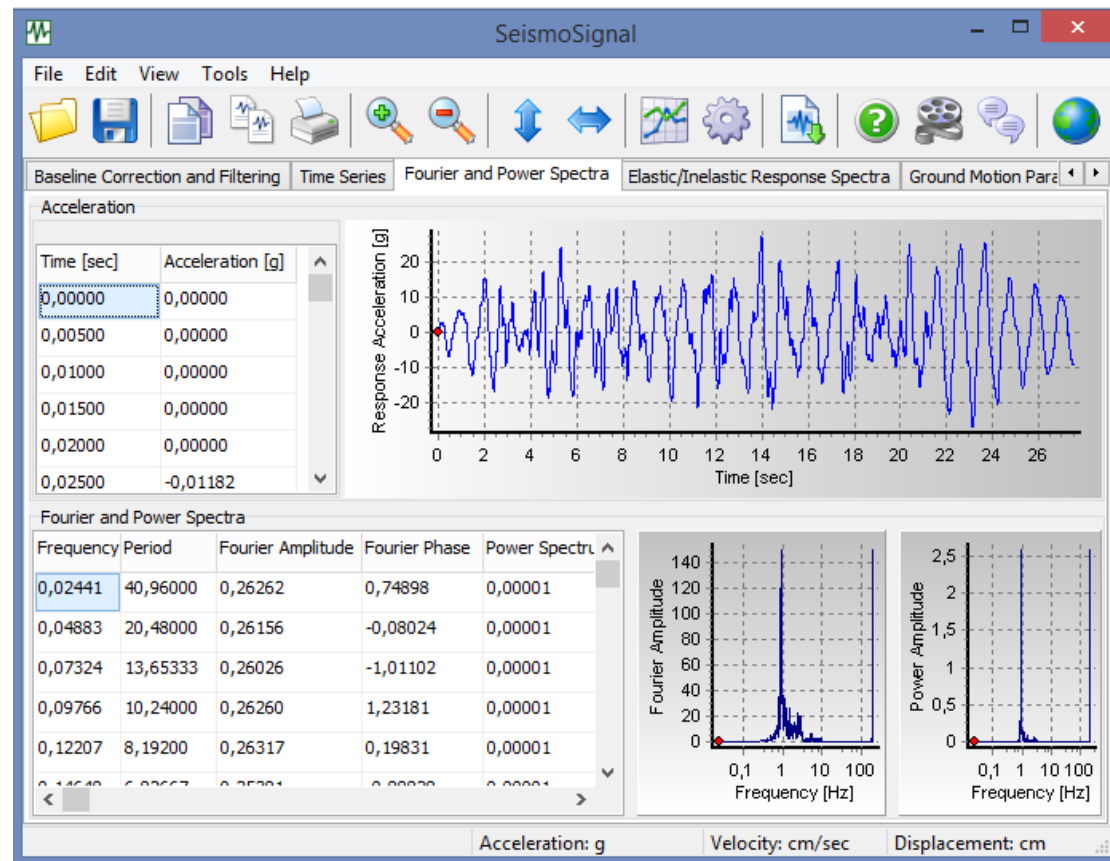 SeismoSignal
File Edit View Tools Help
Baseline Correction and Filtering Time Series Fourier and Power Spectra Elastic/Inelastic Response Spectra Ground Motion Para
Acceleration
Time [sec] Acceleration [g]
0,00000 0,00000
0,00500 0,00000
0,01000 0,00000
0,01500 0,00000
0,02000 0,00000
0,02500 -0,01182
Response Acceleration [g]
20
10
0
-10
-20
0 2 4 6 8 10 12 14 16 18 20 22 24 26
Time [sec]
Fourier and Power Spectra
Frequency Period Fourier Amplitude Fourier Phase Power Spectru
0,02441 40,96000 0,26262 0,74898 0,00001
0,04883 20,48000 0,26156 -0,08024 0,00001
0,07324 13,65333 0,26026 -1,01102 0,00001
0,09766 10,24000 0,26260 1,23181 0,00001
0,12207 8,19200 0,26317 0,19831 0,00001
Fourier Amplitude
140
120
100
80
60
40
20
0
0,1 1 10 100
Frequency [Hz]
Power Amplitude
2,5
2
1,5
1
0,5
0
0,1 1 10 100
Frequency [Hz]
Acceleration: g Velocity: cm/sec Displacement: cm